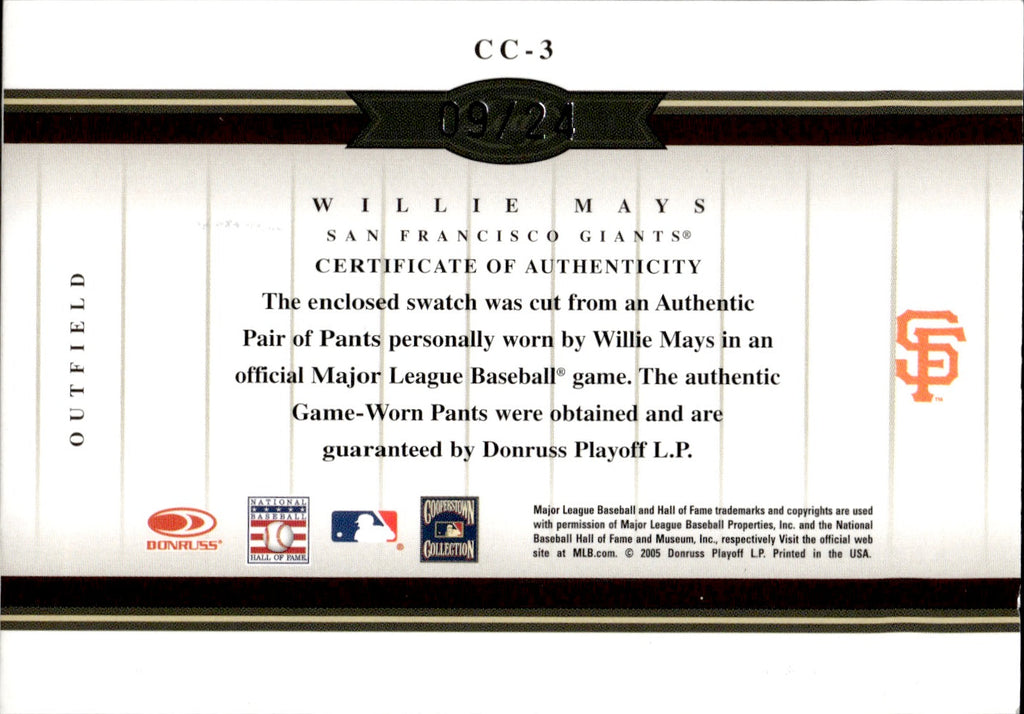 CC-3
09/24
WILLIE MAYS
SAN FRANCISCO GIANTS®
CERTIFICATE OF AUTHENTICITY
The enclosed swatch was cut from an Authentic
Pair of Pants personally worn by Willie Mays in an
official Major League Baseball® game. The authentic
Game-Worn Pants were obtained and are
guaranteed by Donruss Playoff L.P.
OUTFIELD
SF™
DONRUSS®
NATIONAL
BASEBALL
HALL OF FAME
®
COOPERSTOWN
COLLECTION
Major League Baseball and Hall of Fame trademarks and copyrights are used
with permission of Major League Baseball Properties, Inc. and the National
Baseball Hall of Fame and Museum, Inc., respectively Visit the official web
site at MLB.com. © 2005 Donruss Playoff L.P. Printed in the USA.